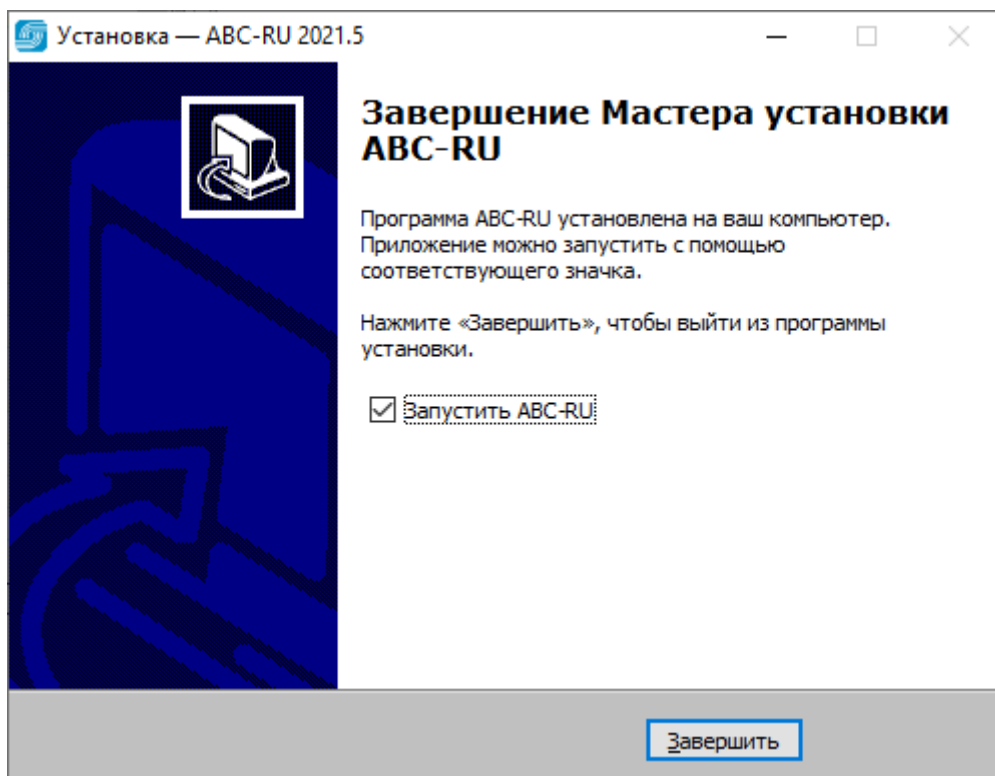 Установка — ABC-RU 2021.5
Завершение Мастера установки
ABC-RU
Программа ABC-RU установлена на ваш компьютер.
Приложение можно запустить с помощью
соответствующего значка.
Нажмите «Завершить», чтобы выйти из программы
установки.
Запустить ABC-RU
Завершить